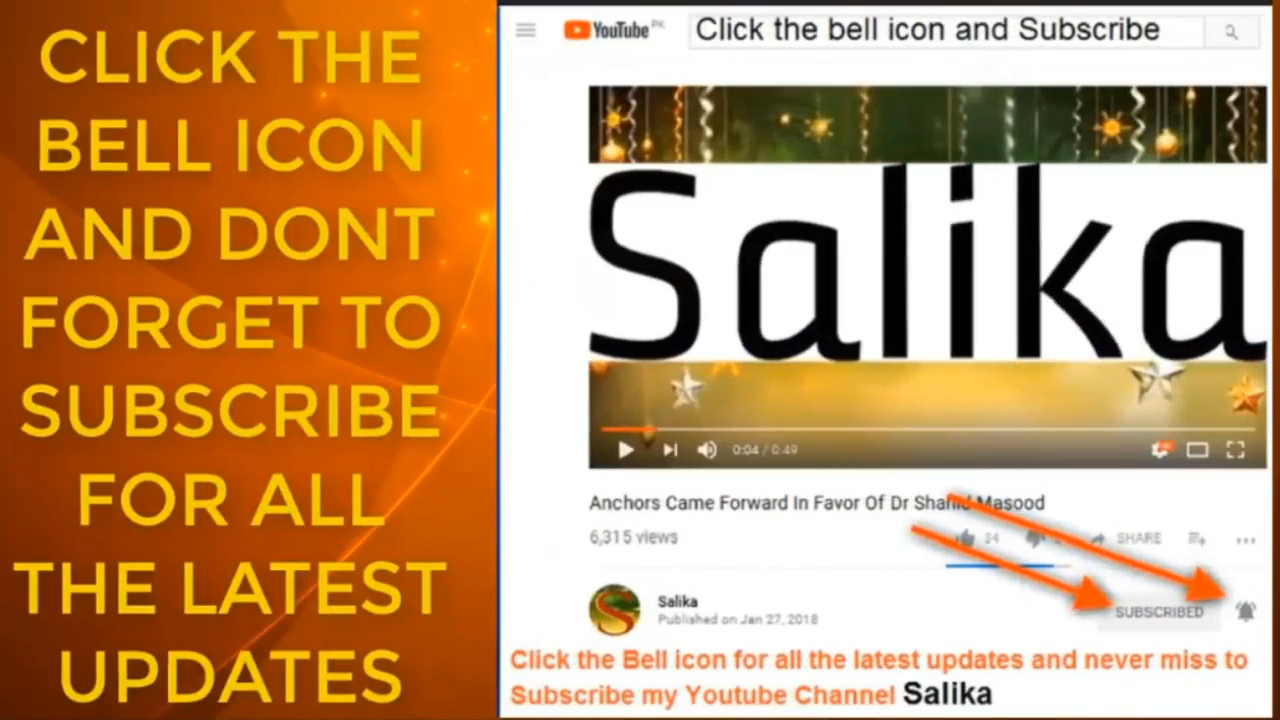 CLICK THE
BELL ICON
AND DONT
FORGET TO
SUBSCRIBE
FOR ALL
THE LATEST
UPDATES
YouTube PK
Click the bell icon and Subscribe
Salika
0:04 / 0:49
Anchors Came Forward In Favor Of Dr Shahid Masood
6,315 views
34
SHARE
Salika
Published on Jan 27, 2018
SUBSCRIBED
Click the Bell icon for all the latest updates and never miss to
Subscribe my Youtube Channel Salika